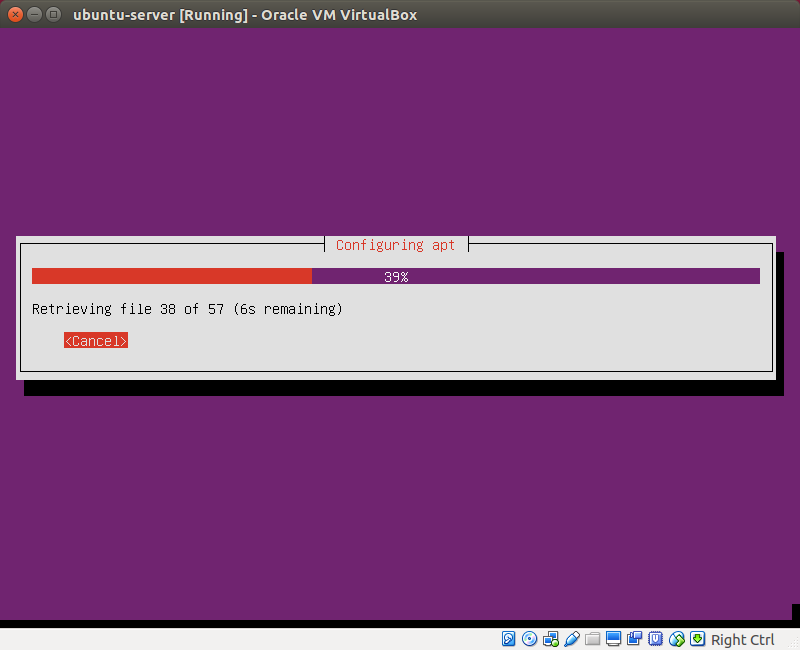 ubuntu-server [Running] - Oracle VM VirtualBox
Configuring apt
39%
Retrieving file 38 of 57 (6s remaining)
<Cancel>
Right Ctrl